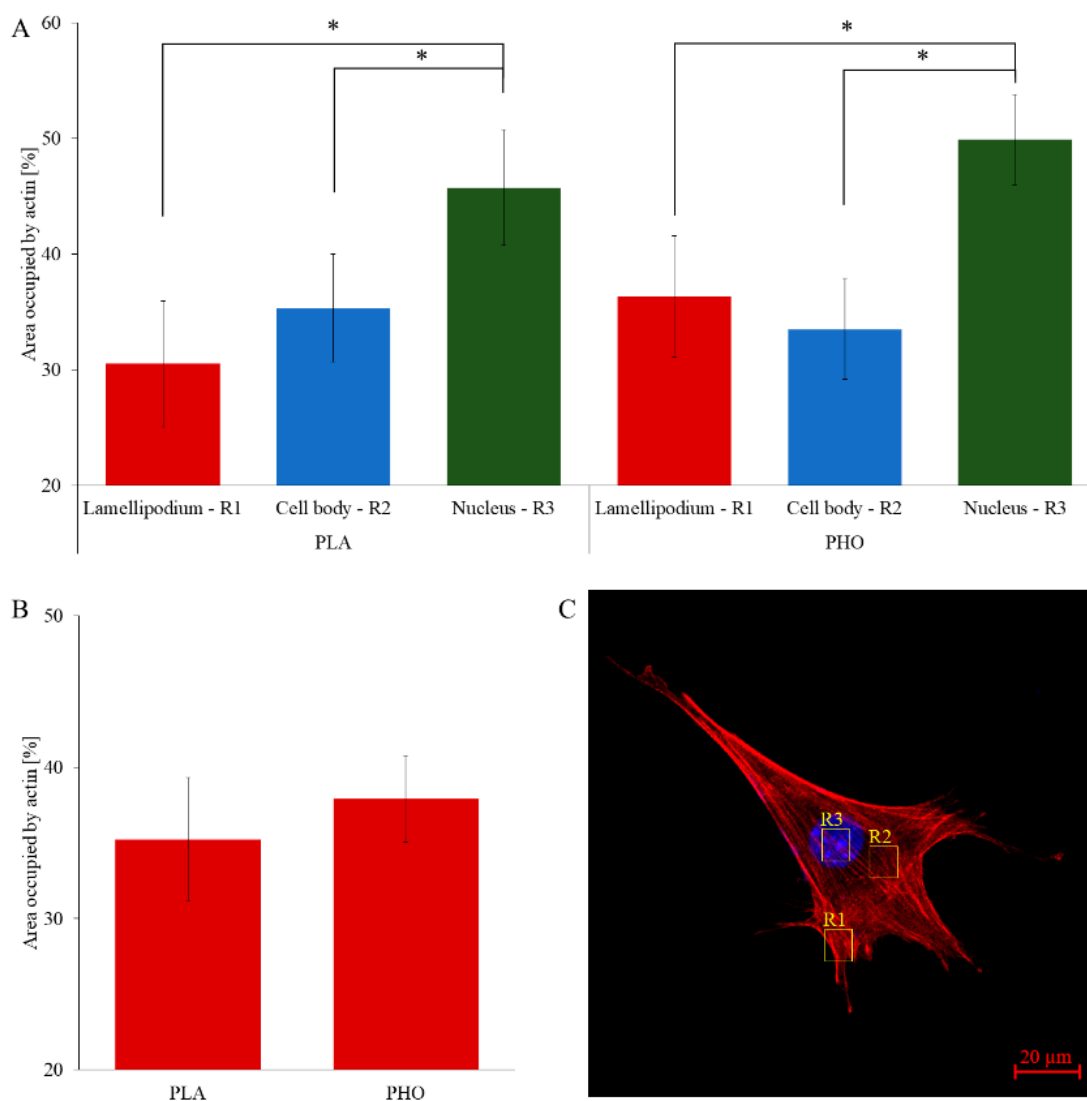 A
60
50
40
30
20
Area occupied by actin [%]
*
*
*
*
Lamellipodium - R1
Cell body - R2
Nucleus - R3
Lamellipodium - R1
Cell body - R2
Nucleus - R3
PLA
PHO
B
50
40
30
20
Area occupied by actin [%]
PLA
PHO
C
R3
R2
R1
20 µm